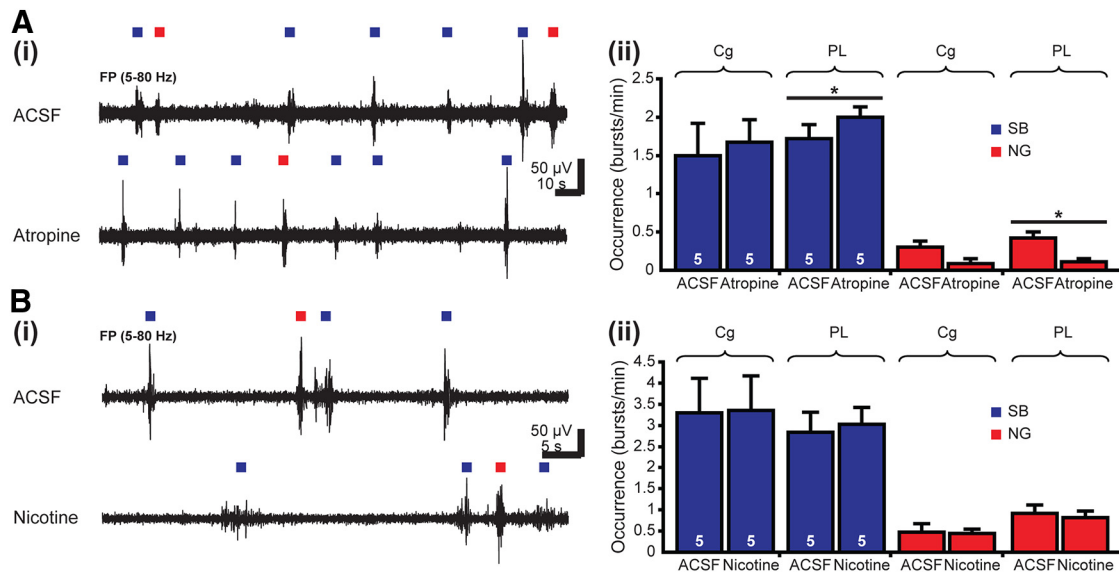 A
(i)
FP (5-80 Hz)
ACSF
50 µV
10 s
Atropine
(ii)
Cg PL Cg PL
Occurrence (bursts/min)
2.5
2
1.5
1
0.5
0
* *
SB
NG
5 5 5 5
ACSF Atropine ACSF Atropine ACSF Atropine ACSF Atropine
B
(i)
FP (5-80 Hz)
ACSF
50 µV
5 s
Nicotine
(ii)
Cg PL Cg PL
Occurrence (bursts/min)
4.5
4
3.5
3
2.5
2
1.5
1
0.5
0
SB
NG
5 5 5 5
ACSF Nicotine ACSF Nicotine ACSF Nicotine ACSF Nicotine